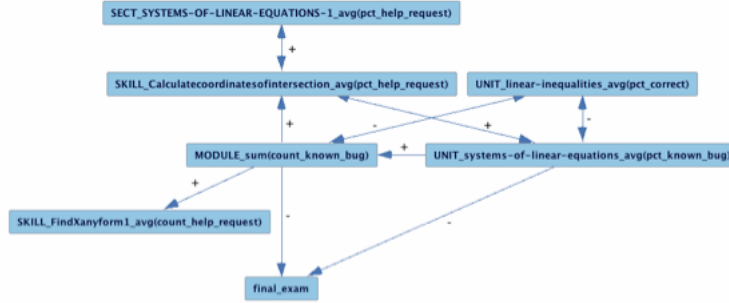 SECT_SYSTEMS-OF-LINEAR-EQUATIONS-1_avg(pct_help_request)
+
SKILL_Calculatecoordinatesofintersection_avg(pct_help_request)
UNIT_linear-inequalities_avg(pct_correct)
+
-
+
-
MODULE_sum(count_known_bug)
+
UNIT_systems-of-linear-equations_avg(pct_known_bug)
+
SKILL_FindXanyform1_avg(count_help_request)
-
-
final_exam